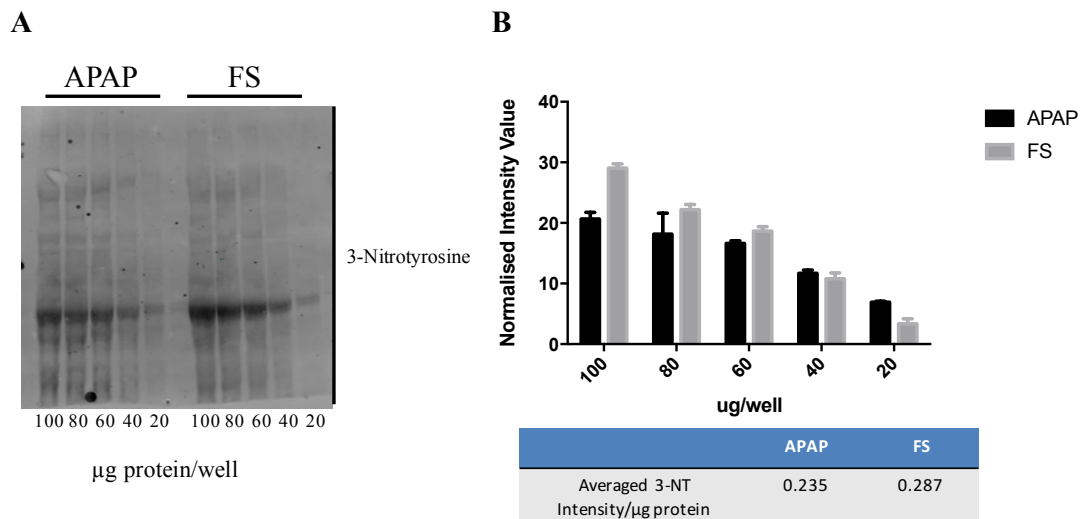 A
APAP FS
3-Nitrotyrosine
100 80 60 40 20 100 80 60 40 20
µg protein/well
B
APAP
FS
Normalised Intensity Value
40
30
20
10
0
100 80 60 40 20
ug/well
APAP FS
Averaged 3-NT 0.235 0.287
Intensity/µg protein